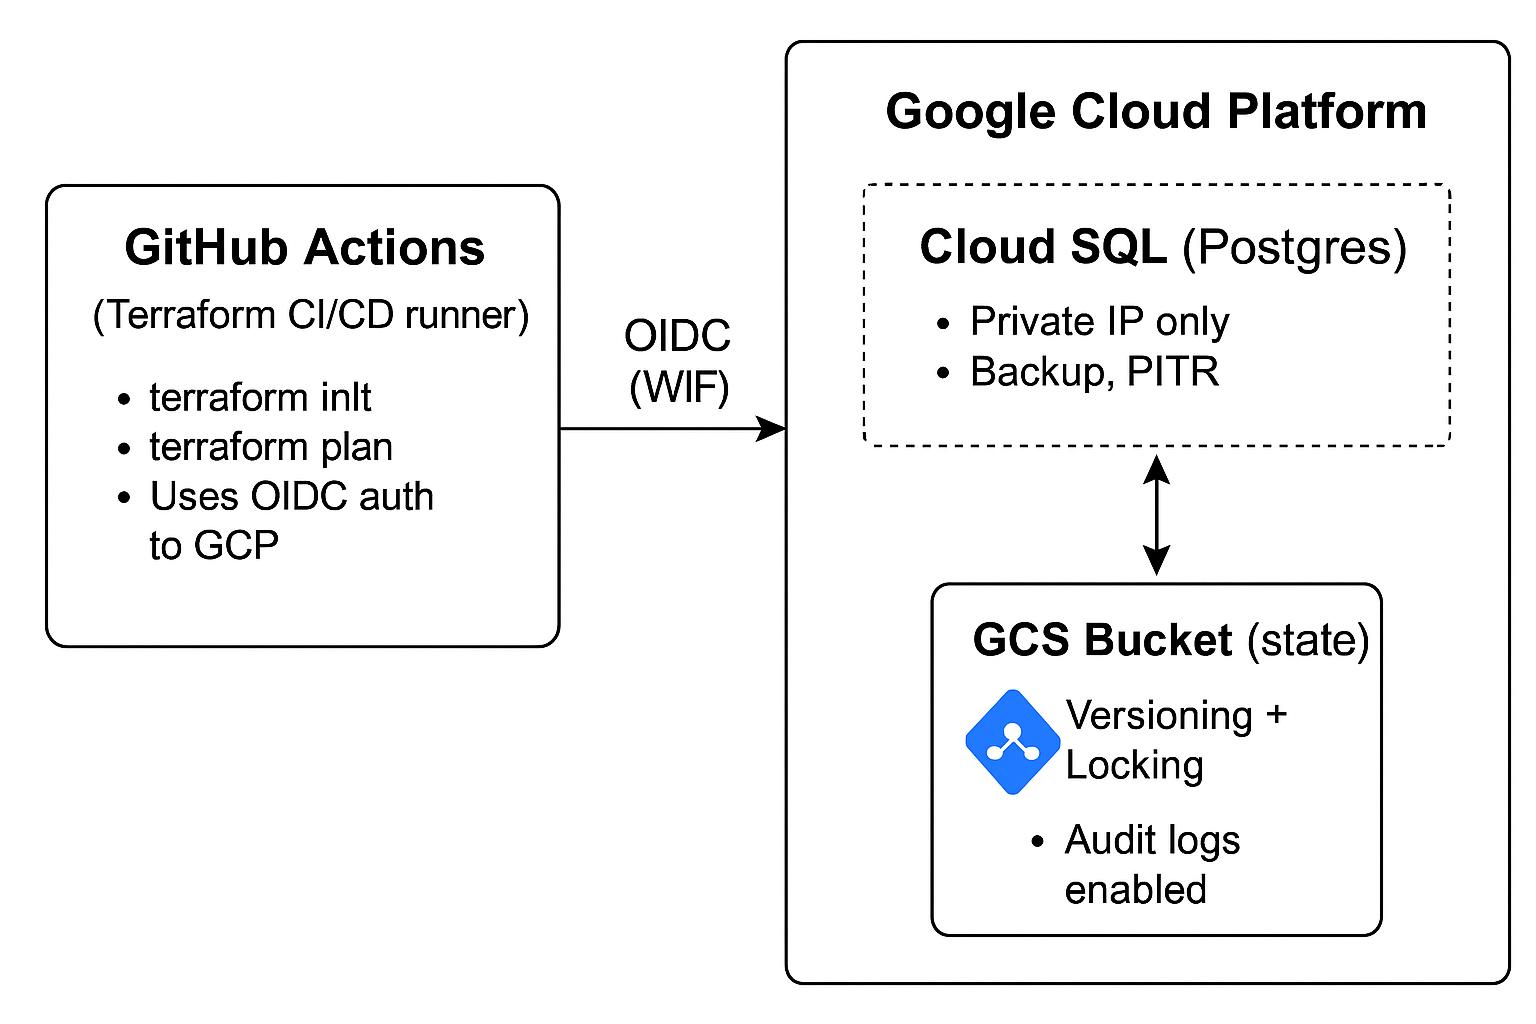 Google Cloud Platform
GitHub Actions
(Terraform CI/CD runner)
• terraform inlt
• terraform plan
• Uses OIDC auth
to GCP
OIDC
(WIF)
Cloud SQL (Postgres)
• Private IP only
• Backup, PITR
GCS Bucket (state)
Versioning +
Locking
• Audit logs
enabled